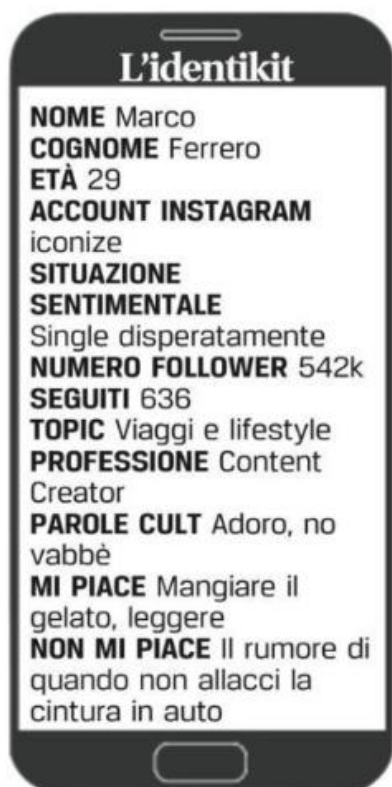 L'identikit
NOME Marco
COGNOME Ferrero
ETÀ 29
ACCOUNT INSTAGRAM
iconize
SITUAZIONE
SENTIMENTALE
Single disperatamente
NUMERO FOLLOWER 542k
SEGUITI 636
TOPIC Viaggi e lifestyle
PROFESSIONE Content
Creator
PAROLE CULT Adoro, no
vabbè
MI PIACE Mangiare il
gelato, leggere
NON MI PIACE Il rumore di
quando non allacci la
cintura in auto